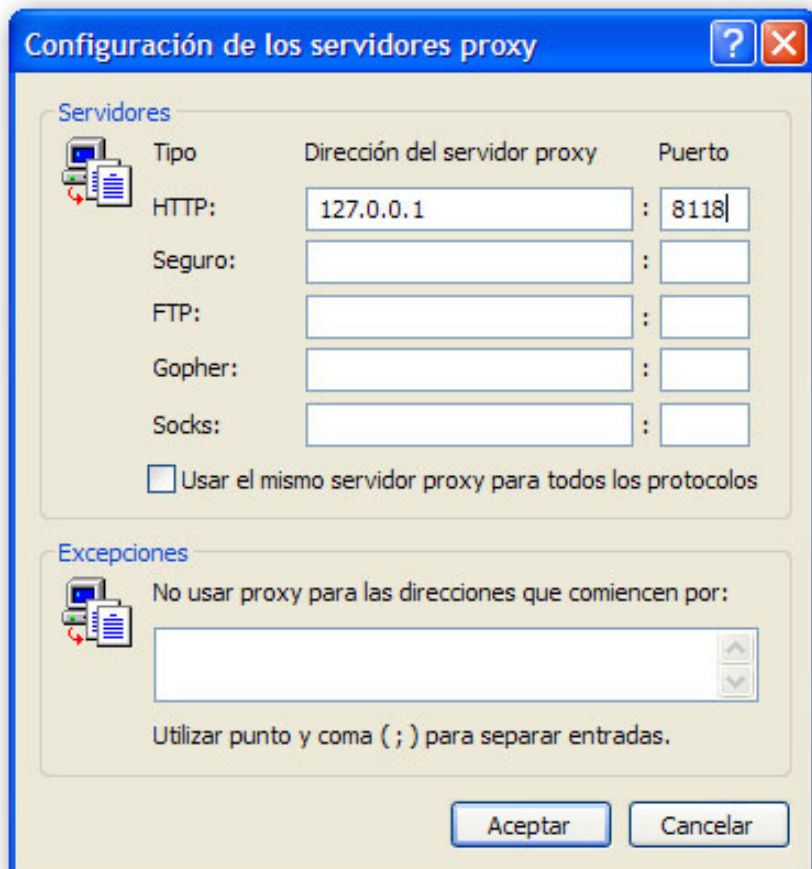 Configuración de los servidores proxy
Servidores
Tipo Dirección del servidor proxy Puerto
HTTP: 127.0.0.1 : 8118
Seguro: :
FTP: :
Gopher: :
Socks: :
Usar el mismo servidor proxy para todos los protocolos
Excepciones
No usar proxy para las direcciones que comiencen por:
Utilizar punto y coma ( ; ) para separar entradas.
Aceptar Cancelar